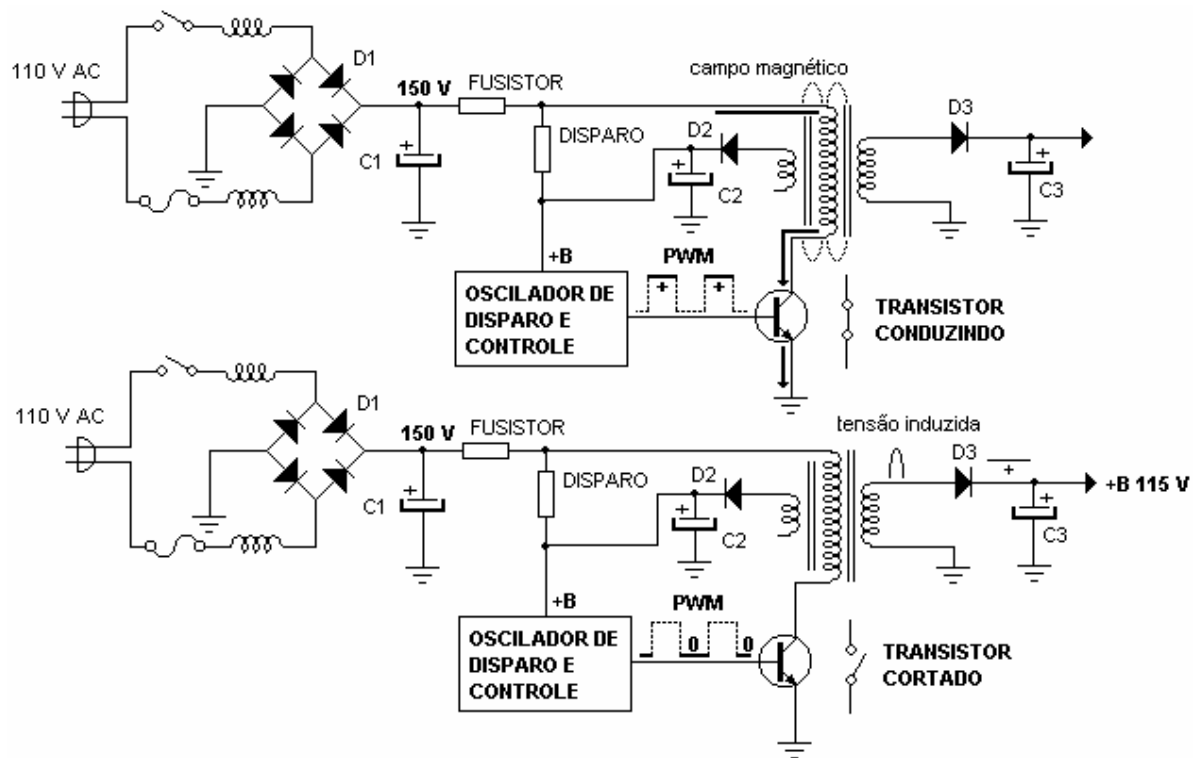 110 V AC
D1
150 V
FUSISTOR
campo magnético
DISPARO
D2
D3
C1
+
C2
+
C3
+
+B
PWM
OSCILADOR DE
DISPARO E
CONTROLE
+ +
TRANSISTOR
CONDUZINDO
110 V AC
D1
150 V
FUSISTOR
tensão induzida
DISPARO
D2
D3
+
+B 115 V
C1
+
C2
+
C3
+
+B
PWM
OSCILADOR DE
DISPARO E
CONTROLE
0 0
TRANSISTOR
CORTADO